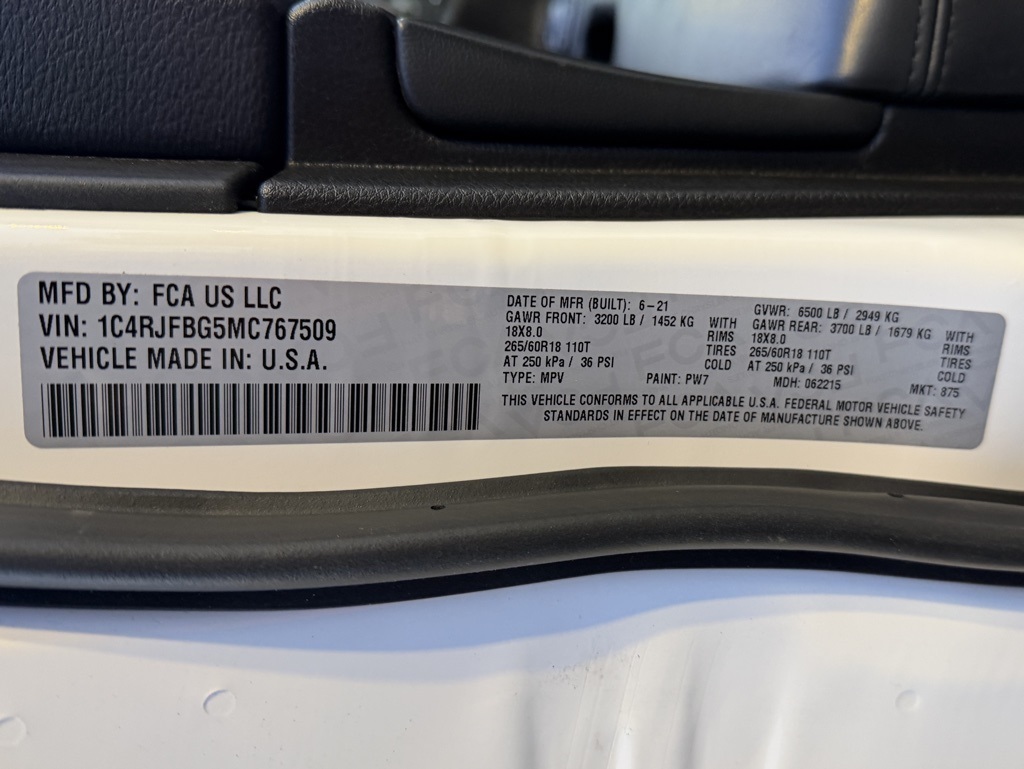 MFD BY: FCA US LLC
VIN: 1C4RJFBG5MC767509
VEHICLE MADE IN: U.S.A.
DATE OF MFR (BUILT): 6-21 GVWR: 6500 LB / 2949 KG
GAWR FRONT: 3200 LB / 1452 KG WITH GAWR REAR: 3700 LB / 1679 KG WITH
18X8.0 RIMS 18X8.0 RIMS
265/60R18 110T TIRES 265/60R18 110T TIRES
AT 250 kPa / 36 PSI COLD AT 250 kPa / 36 PSI COLD
TYPE: MPV PAINT: PW7 MDH: 062215 MKT: 875
THIS VEHICLE CONFORMS TO ALL APPLICABLE U.S.A. FEDERAL MOTOR VEHICLE SAFETY
STANDARDS IN EFFECT ON THE DATE OF MANUFACTURE SHOWN ABOVE.